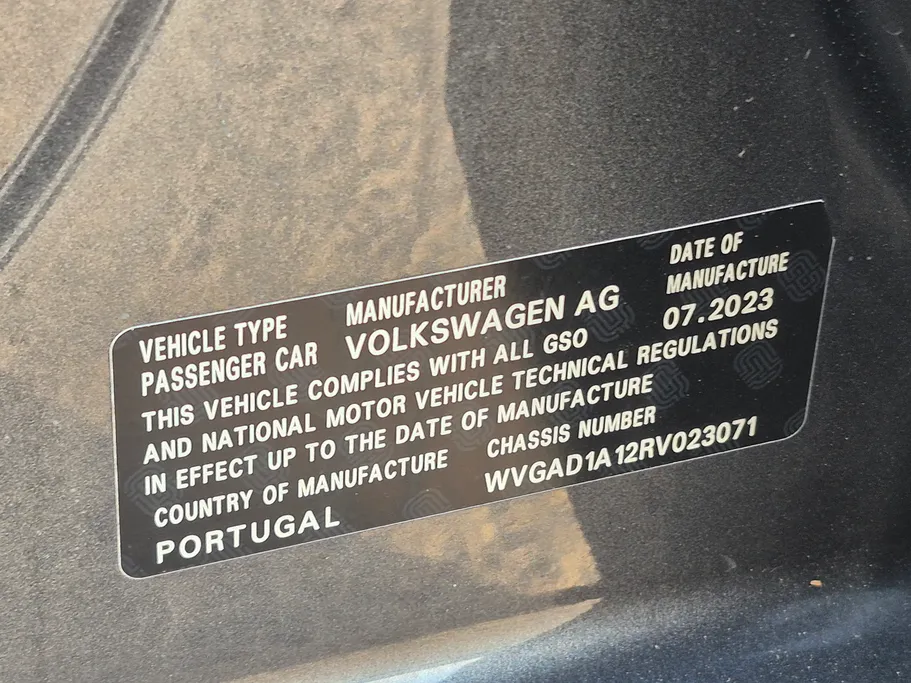 VEHICLE TYPE MANUFACTURER DATE OF MANUFACTURE
PASSENGER CAR VOLKSWAGEN AG 07.2023
THIS VEHICLE COMPLIES WITH ALL GSO
AND NATIONAL MOTOR VEHICLE TECHNICAL REGULATIONS
IN EFFECT UP TO THE DATE OF MANUFACTURE
COUNTRY OF MANUFACTURE CHASSIS NUMBER
PORTUGAL WVGAD1A12RV023071